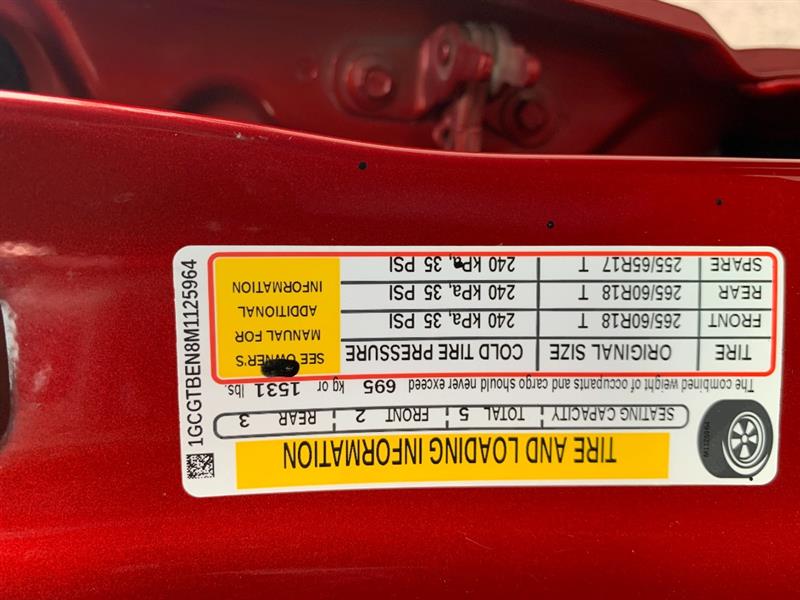 TIRE AND LOADING INFORMATION
SEATING CAPACITY TOTAL 5 FRONT 2 REAR 3
The combined weight of occupants and cargo should never exceed 695 kg or 1531 lbs.
TIRE ORIGINAL SIZE COLD TIRE PRESSURE
FRONT 265/60R18 T 240 kPa, 35 PSI
REAR 265/60R18 T 240 kPa, 35 PSI
SPARE 255/65R17 T 240 kPa, 35 PSI
SEE OWNER'S
MANUAL FOR
ADDITIONAL
INFORMATION
M1125964
1GCGTBEN8M1125964